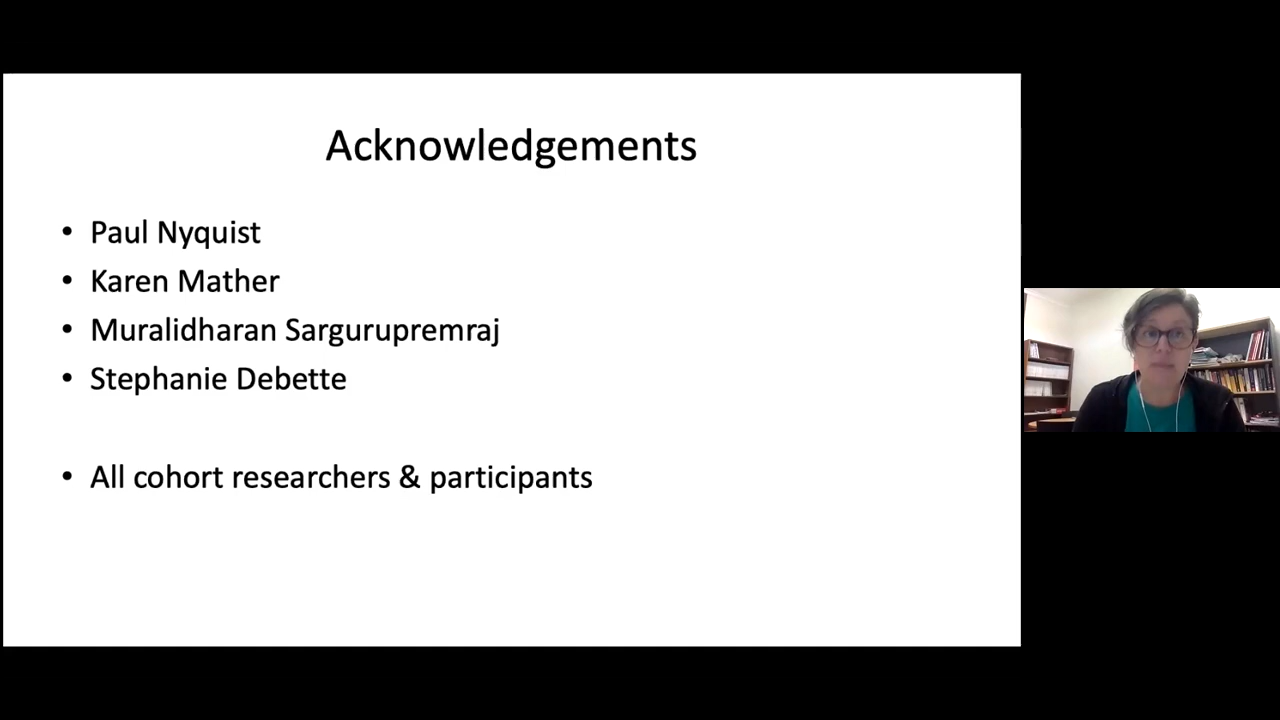 Acknowledgements
• Paul Nyquist
• Karen Mather
• Muralidharan Sargurupremraj
• Stephanie Debette
• All cohort researchers & participants